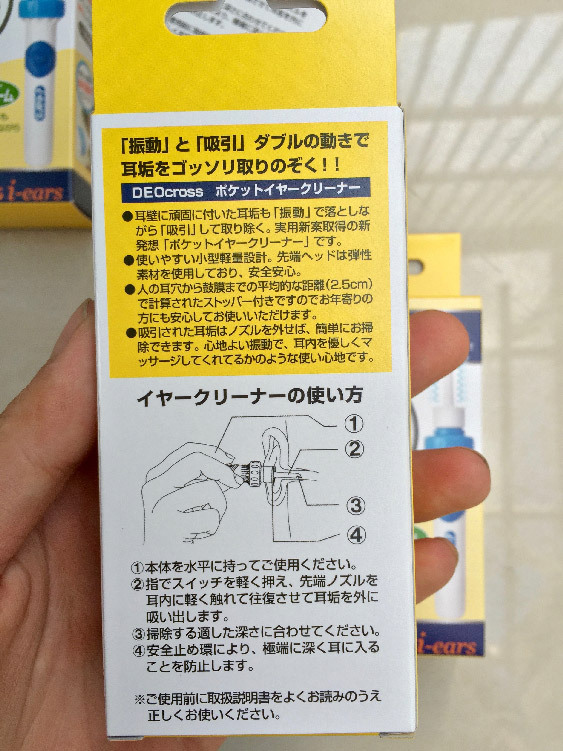 「振動」と「吸引」ダブルの動きで
耳垢をゴッソリ取りのぞく!!
DEOcross ポケットイヤークリーナー
●耳壁に頑固に付いた耳垢も「振動」で落としな
がら「吸引」して取り除く。実用新案取得の新
発想「ポケットイヤークリーナー」です。
●使いやすい小型軽量設計。先端ヘッドは弾性
素材を使用しており、安全安心。
●人の耳穴から鼓膜までの平均的な距離(2.5cm)
で計算されたストッパー付きですのでお年寄りの
方にも安心してお使いいただけます。
●吸引された耳垢はノズルを外せば、簡単にお掃
除できます。心地よい振動で、耳内を優しくマ
ッサージしてくれてるかのような使い心地です。
イヤークリーナーの使い方
①
②
③
④
①本体を水平に持ってご使用ください。
②指でスイッチを軽く押え、先端ノズルを
耳内に軽く触れて往復させて耳垢を外に
吸い出します。
③掃除する適した深さに合わせてください。
④安全止め環により、極端に深く耳に入る
ことを防止します。
※ご使用前に取扱説明書をよくお読みのうえ
正しくお使いください。
i-ears
i-ears